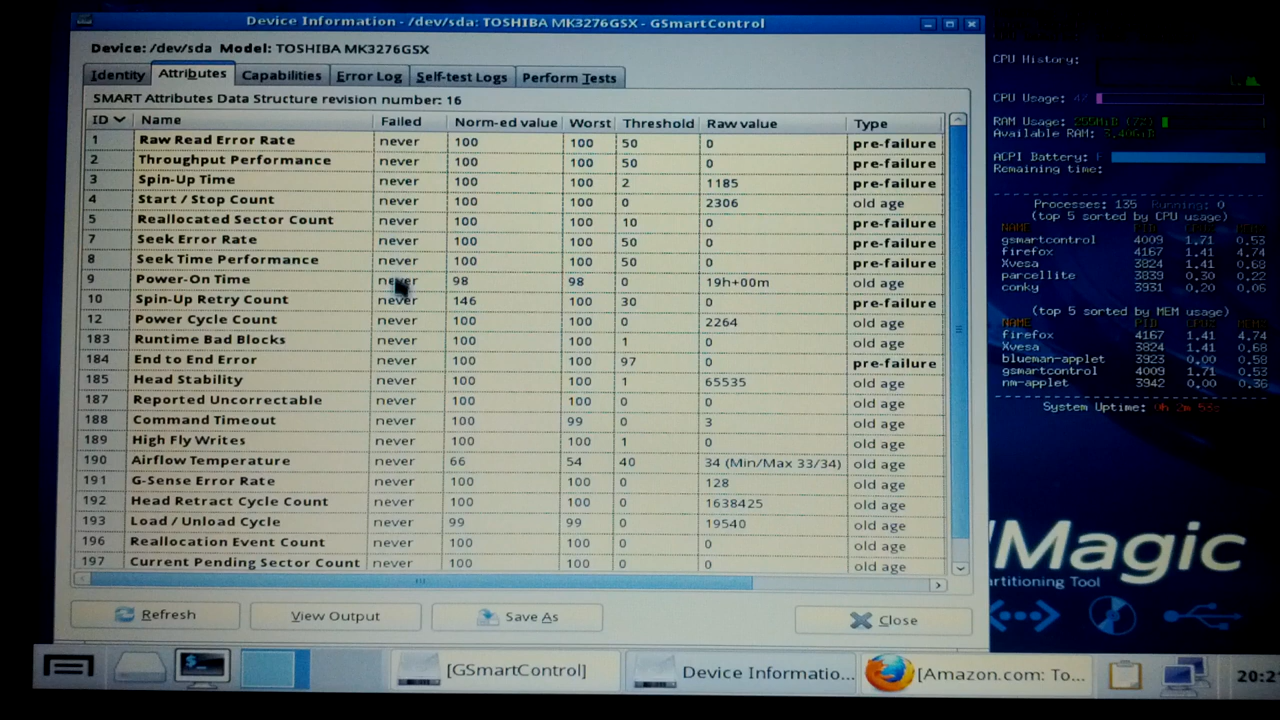 Device Information - /dev/sda: TOSHIBA MK3276GSX - GSmartControl
Device: /dev/sda Model: TOSHIBA MK3276GSX
Identity Attributes Capabilities Error Log Self-test Logs Perform Tests
SMART Attributes Data Structure revision number: 16
ID Name Failed Norm-ed value Worst Threshold Raw value Type
1 Raw Read Error Rate never 100 100 50 0 pre-failure
2 Throughput Performance never 100 100 50 0 pre-failure
3 Spin-Up Time never 100 100 2 1185 pre-failure
4 Start / Stop Count never 100 100 0 2306 old age
5 Reallocated Sector Count never 100 100 10 0 pre-failure
7 Seek Error Rate never 100 100 50 0 pre-failure
8 Seek Time Performance never 100 100 50 0 pre-failure
9 Power-On Time never 98 98 0 19h+00m old age
10 Spin-Up Retry Count never 146 100 30 0 pre-failure
12 Power Cycle Count never 100 100 0 2264 old age
183 Runtime Bad Blocks never 100 100 1 0 old age
184 End to End Error never 100 100 97 0 pre-failure
185 Head Stability never 100 100 1 65535 old age
187 Reported Uncorrectable never 100 100 0 0 old age
188 Command Timeout never 100 99 0 3 old age
189 High Fly Writes never 100 100 1 0 old age
190 Airflow Temperature never 66 54 40 34 (Min/Max 33/34) old age
191 G-Sense Error Rate never 100 100 0 128 old age
192 Head Retract Cycle Count never 100 100 0 1638425 old age
193 Load / Unload Cycle never 99 99 0 19540 old age
196 Reallocation Event Count never 100 100 0 0 old age
197 Current Pending Sector Count never 100 100 0 0 old age
Refresh View Output Save As Close
CPU History:
CPU Usage:
RAM Usage: 255MiB (7%)
Available RAM: 3.40GiB
ACPI Battery:
Remaining time:
Processes: 135 Running: 0
(top 5 sorted by CPU usage)
NAME PID CPU% MEM%
gsmartcontrol 4009 1.71 0.53
firefox 4167 1.41 4.74
Xvesa 3824 1.41 0.68
parcellite 3839 0.30 0.22
conky 3931 0.20 0.06
(top 5 sorted by MEM usage)
NAME PID CPU% MEM%
firefox 4167 1.41 4.74
Xvesa 3824 1.41 0.68
blueman-applet 3923 0.00 0.58
gsmartcontrol 4009 1.71 0.53
nm-applet 3942 0.00 0.36
System Uptime: 0h 2m 53s
Magic
artitioning Tool
[GSmartControl] Device Informatio... [Amazon.com: To... 20:2